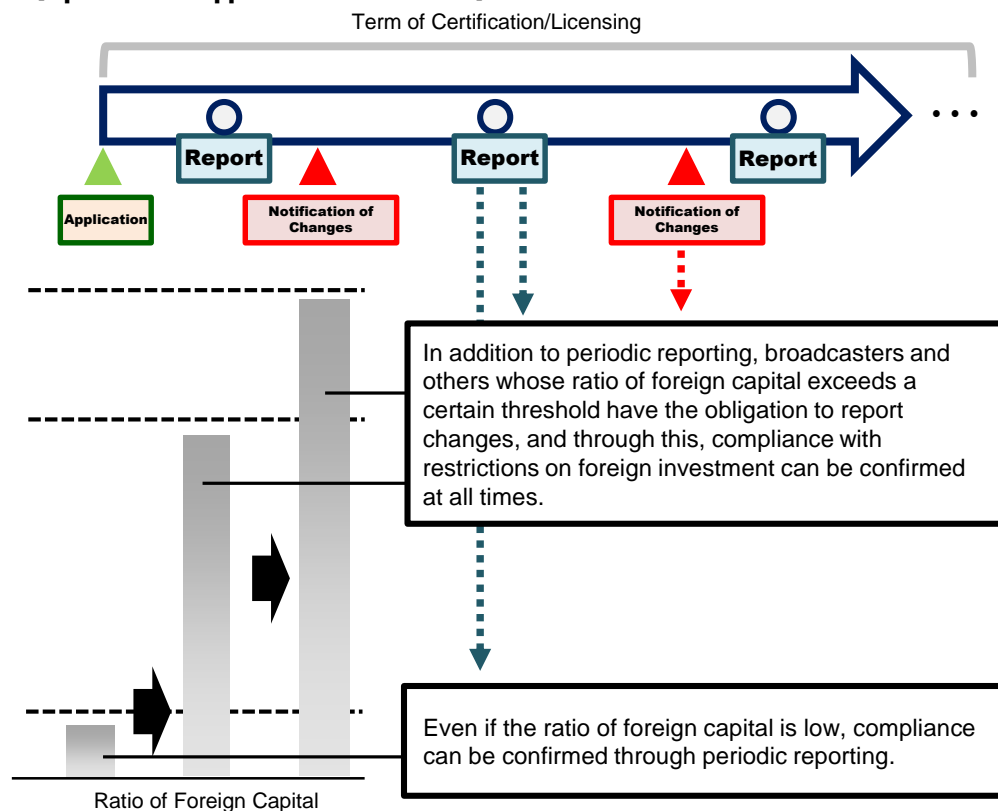 Term of Certification/Licensing
Report
Report
Report
Application
Notification of
Changes
Notification of
Changes
In addition to periodic reporting, broadcasters and
others whose ratio of foreign capital exceeds a
certain threshold have the obligation to report
changes, and through this, compliance with
restrictions on foreign investment can be confirmed
at all times.
Even if the ratio of foreign capital is low, compliance
can be confirmed through periodic reporting.
Ratio of Foreign Capital